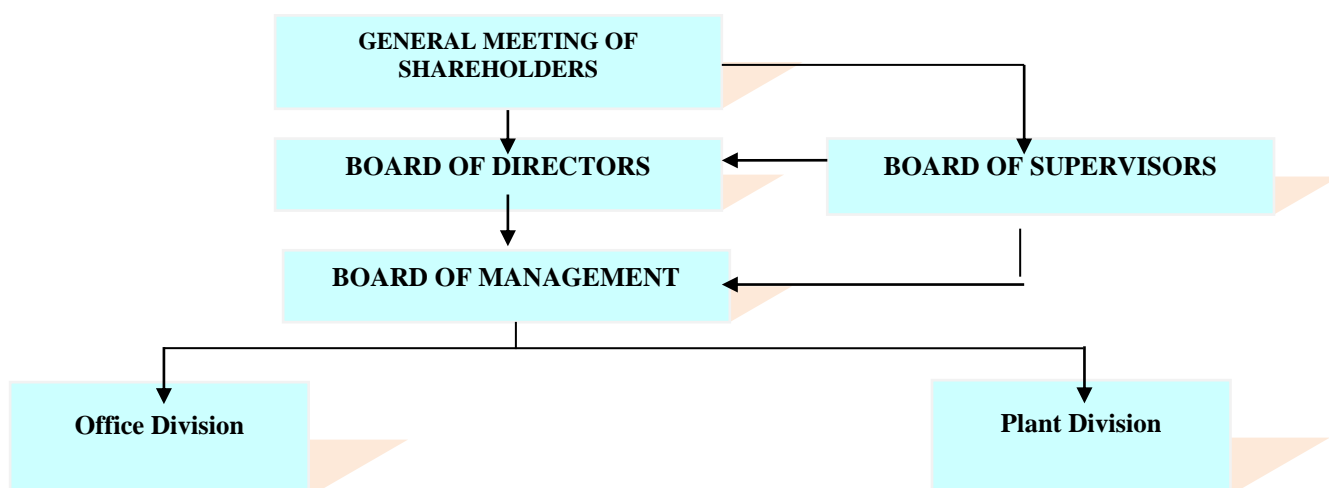 GENERAL MEETING OF
SHAREHOLDERS
BOARD OF DIRECTORS
BOARD OF SUPERVISORS
BOARD OF MANAGEMENT
Office Division
Plant Division